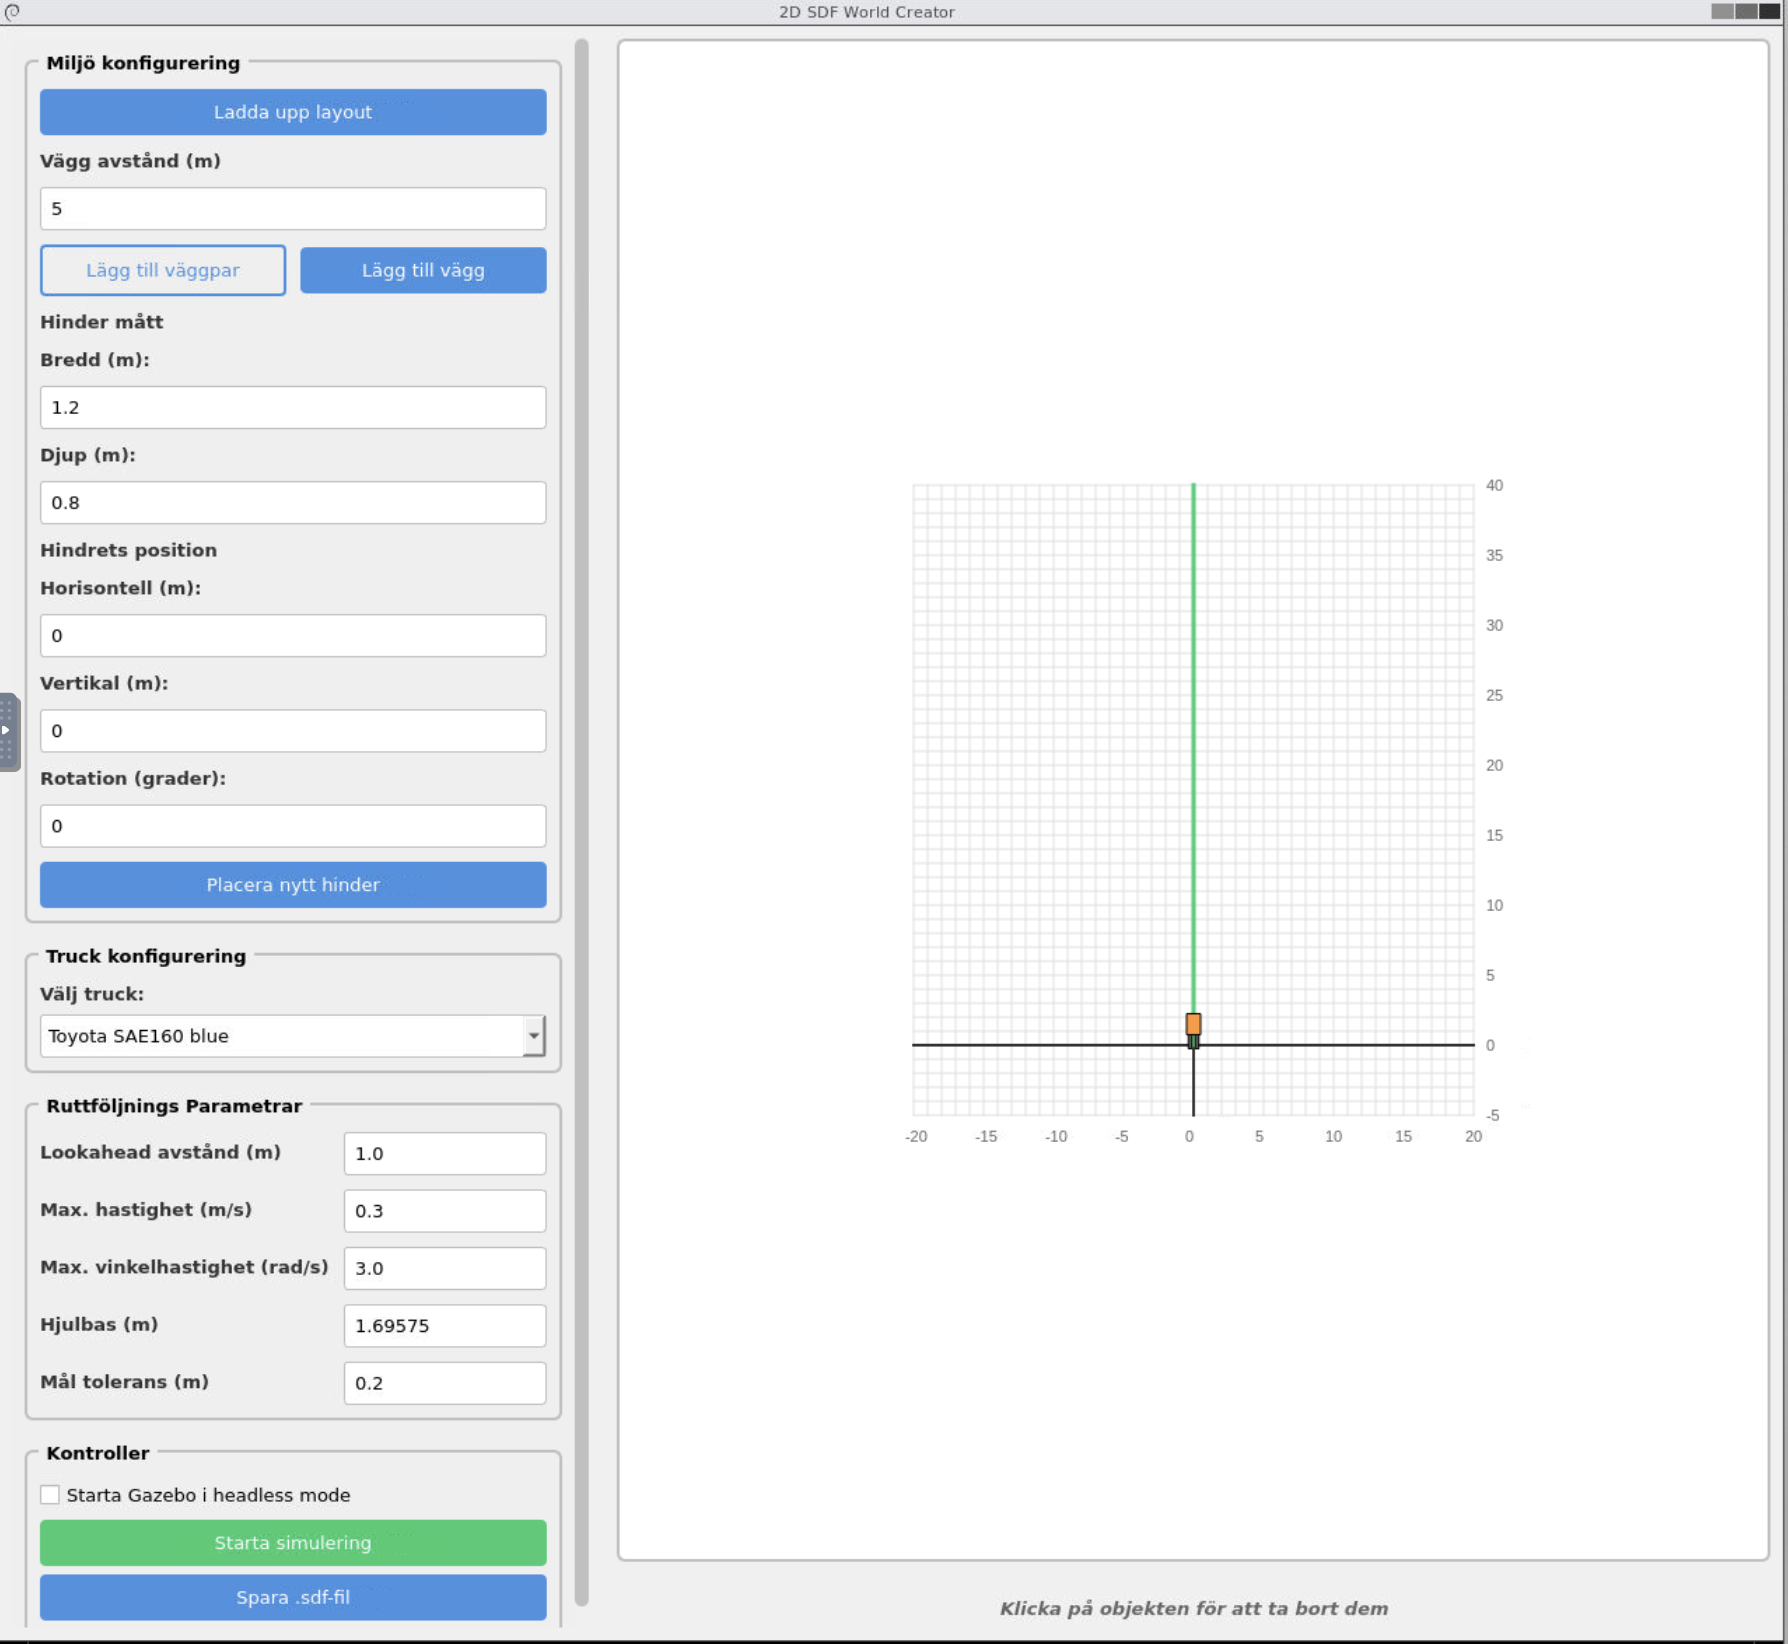 2D SDF World Creator
Miljö konfigurering
Ladda upp layout
Vägg avstånd (m)
5
Lägg till väggpar
Lägg till vägg
Hinder mått
Bredd (m):
1.2
Djup (m):
0.8
Hindrets position
Horisontell (m):
0
Vertikal (m):
0
Rotation (grader):
0
Placera nytt hinder
Truck konfigurering
Välj truck:
Toyota SAE160 blue
Ruttföljnings Parametrar
Lookahead avstånd (m) 1.0
Max. hastighet (m/s) 0.3
Max. vinkelhastighet (rad/s) 3.0
Hjulbas (m) 1.69575
Mål tolerans (m) 0.2
Kontroller
Starta Gazebo i headless mode
Starta simulering
Spara .sdf-fil
40
35
30
25
20
15
10
5
0
-5
-20 -15 -10 -5 0 5 10 15 20
Klicka på objekten för att ta bort dem